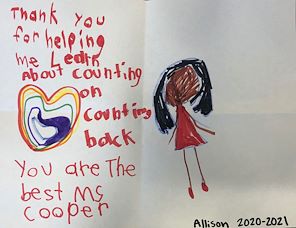 Thank you
for helping
me Learn
About counting
on
counting
back
You are The
best Ms
Cooper
Allison 2020-2021